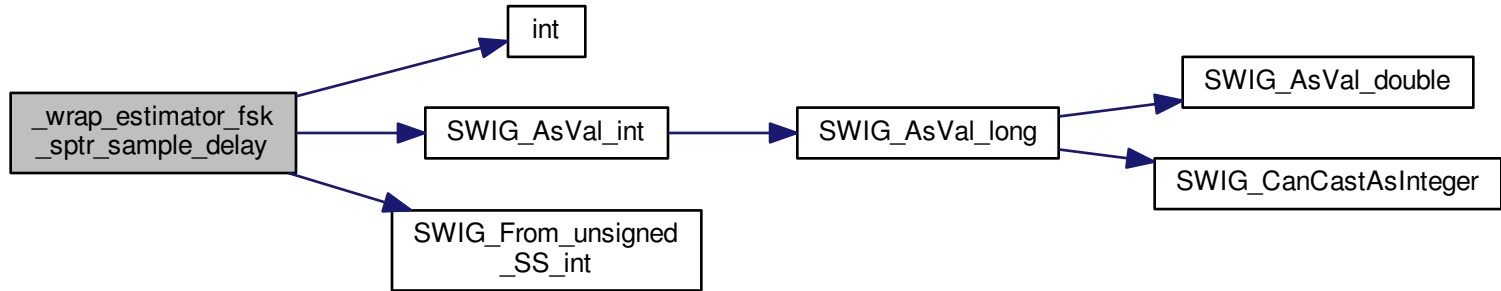 int
_wrap_estimator_fsk
_sptr_sample_delay
SWIG_AsVal_int
SWIG_AsVal_long
SWIG_AsVal_double
SWIG_CanCastAsInteger
SWIG_From_unsigned
_SS_int